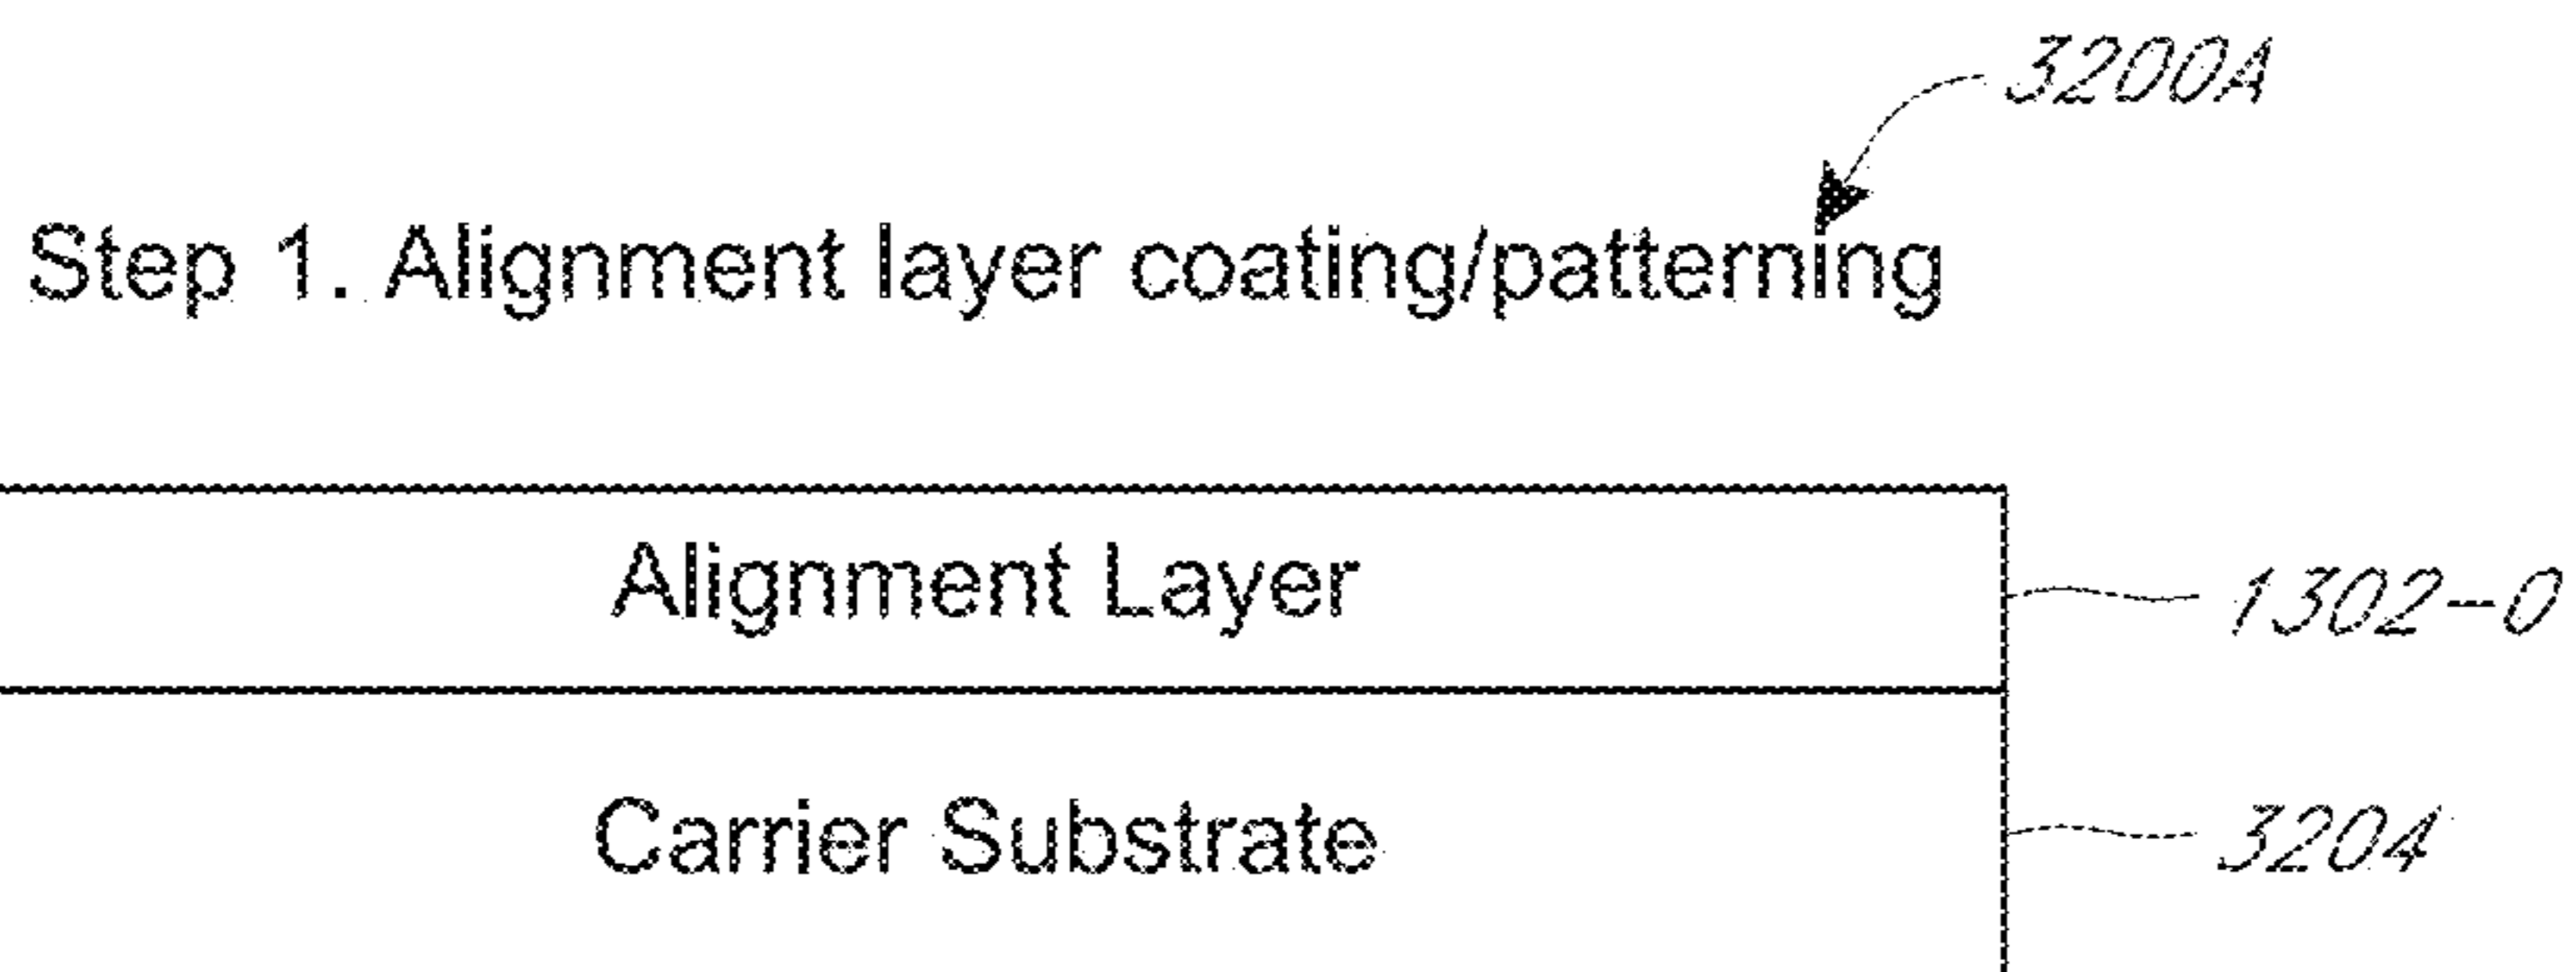 3200A
Step 1. Alignment layer coating/patterning
Alignment Layer
1302-0
Carrier Substrate
3204